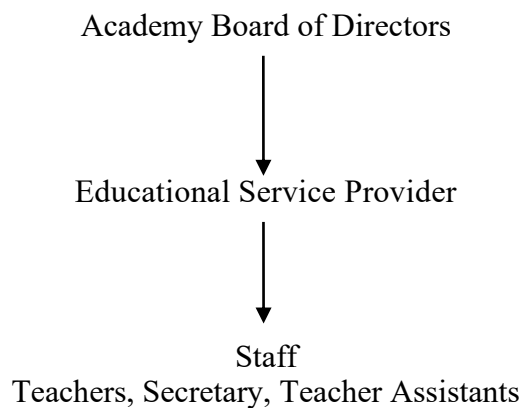 Academy Board of Directors
Educational Service Provider
Staff
Teachers, Secretary, Teacher Assistants